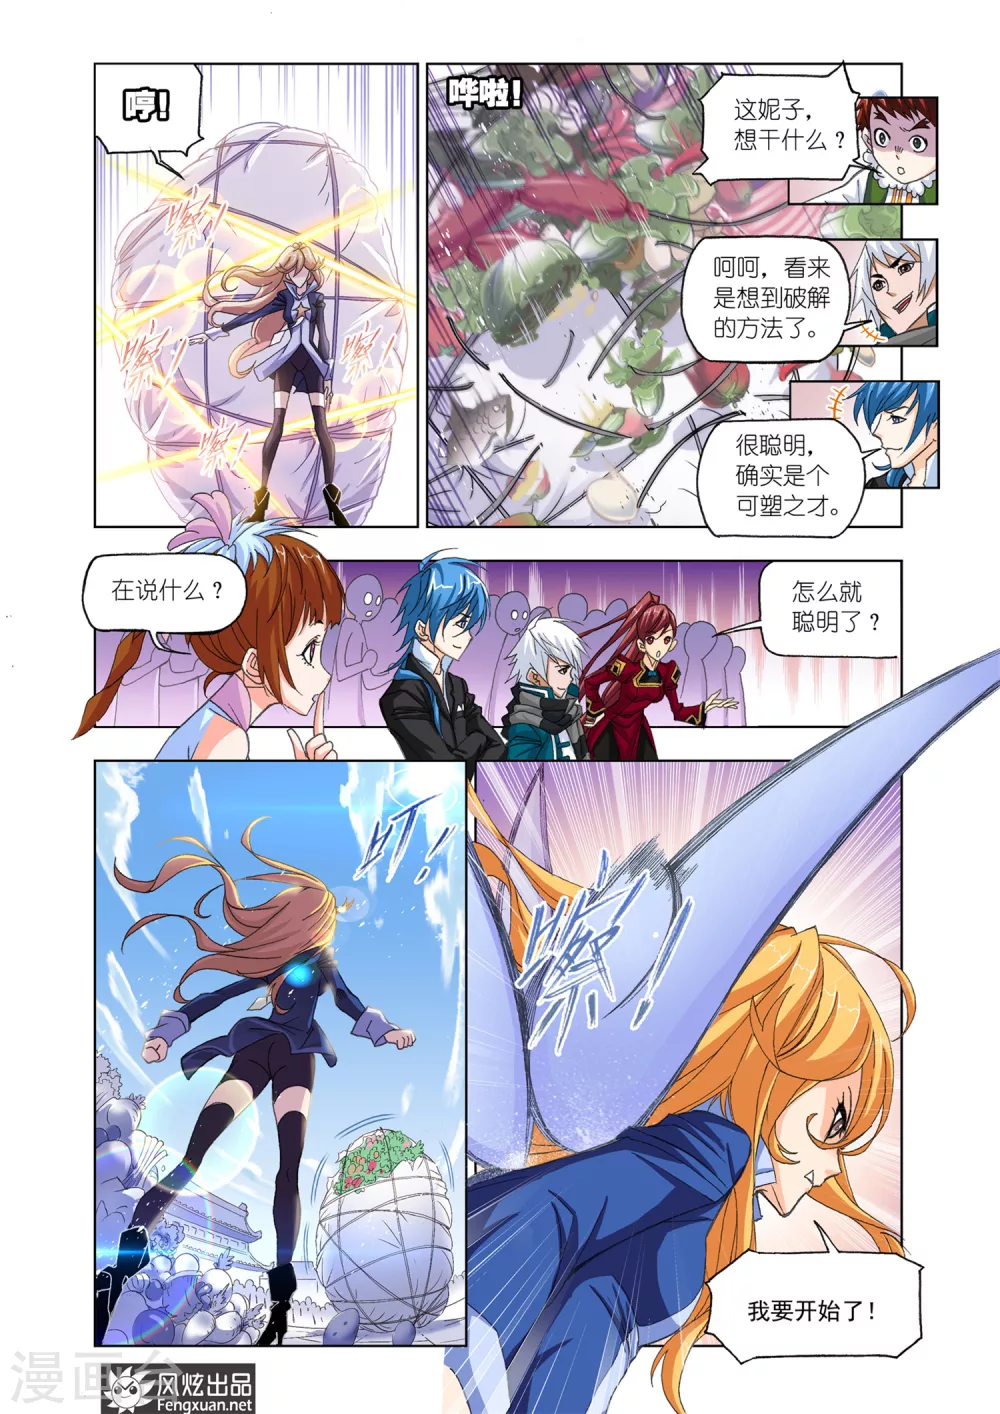 哼！
嚓！
嚓！
嚓！
嚓！
哗啦！
这妮子，
想干什么？
呵呵，看来
是想到破解
的方法了。
很聪明，
确实是个
可塑之才。
在说什么？
怎么就
聪明了？
叮！
嚓！
我要开始了！
漫画台
风炫出品
Fengxuan.net